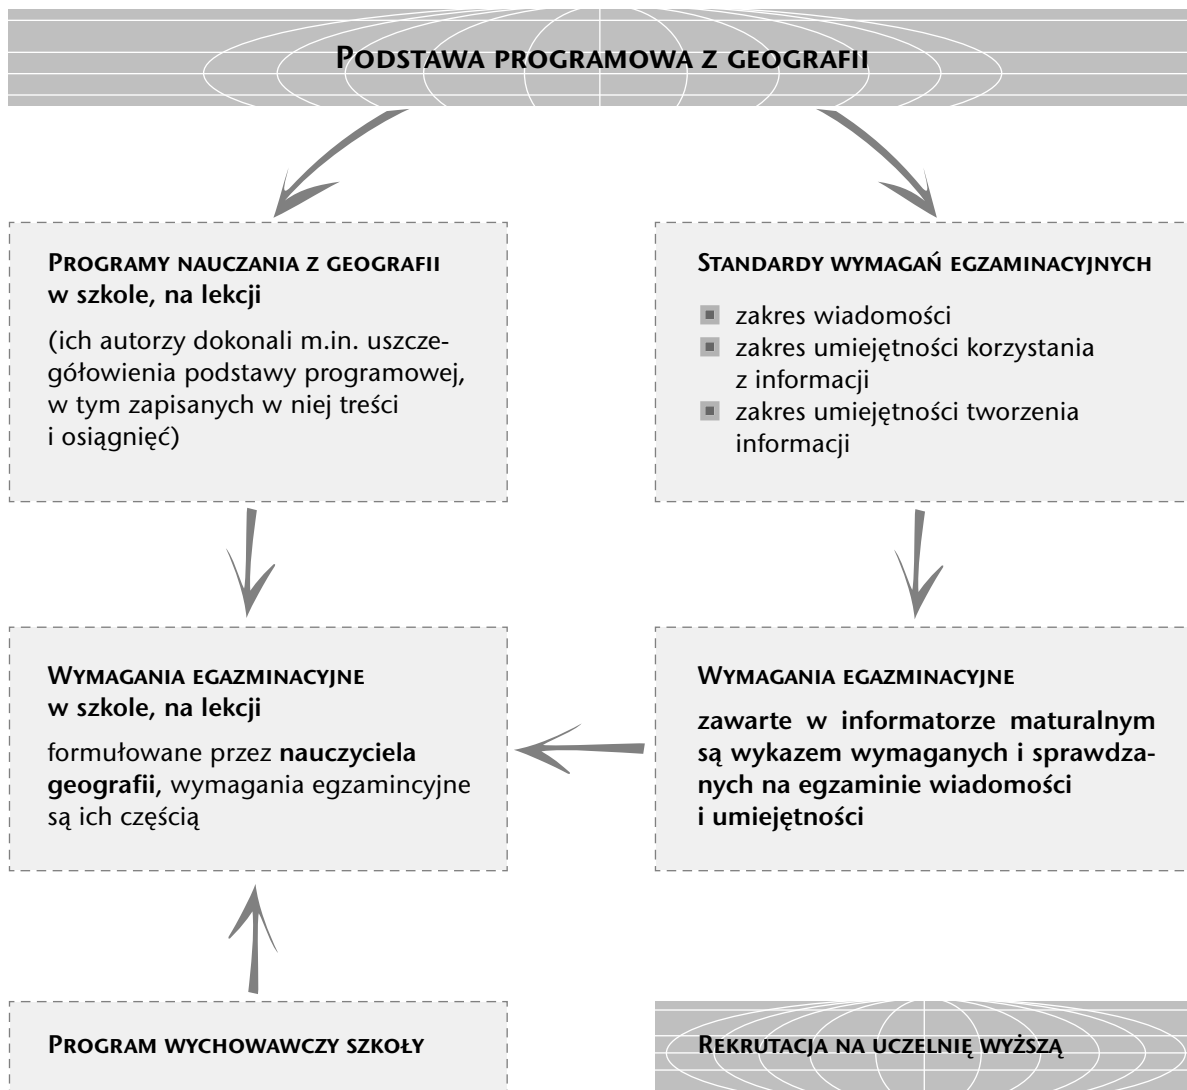 PODSTAWA PROGRAMOWA Z GEOGRAFII
PROGRAMY NAUCZANIA Z GEOGRAFII
w szkole, na lekcji
(ich autorzy dokonali m.in. uszcze-
gółowienia podstawy programowej,
w tym zapisanych w niej treści
i osiągnięć)
STANDARDY WYMAGAŃ EGZAMINACYJNYCH
zakres wiadomości
zakres umiejętności korzystania
z informacji
zakres umiejętności tworzenia
informacji
WYMAGANIA EGAZMINACYJNE
w szkole, na lekcji
formułowane przez nauczyciela
geografii, wymagania egzamincyjne
są ich częścią
WYMAGANIA EGAZMINACYJNE
zawarte w informatorze maturalnym
są wykazem wymaganych i sprawdza-
nych na egzaminie wiadomości
i umiejętności
PROGRAM WYCHOWAWCZY SZKOŁY
REKRUTACJA NA UCZELNIĘ WYŻSZĄ